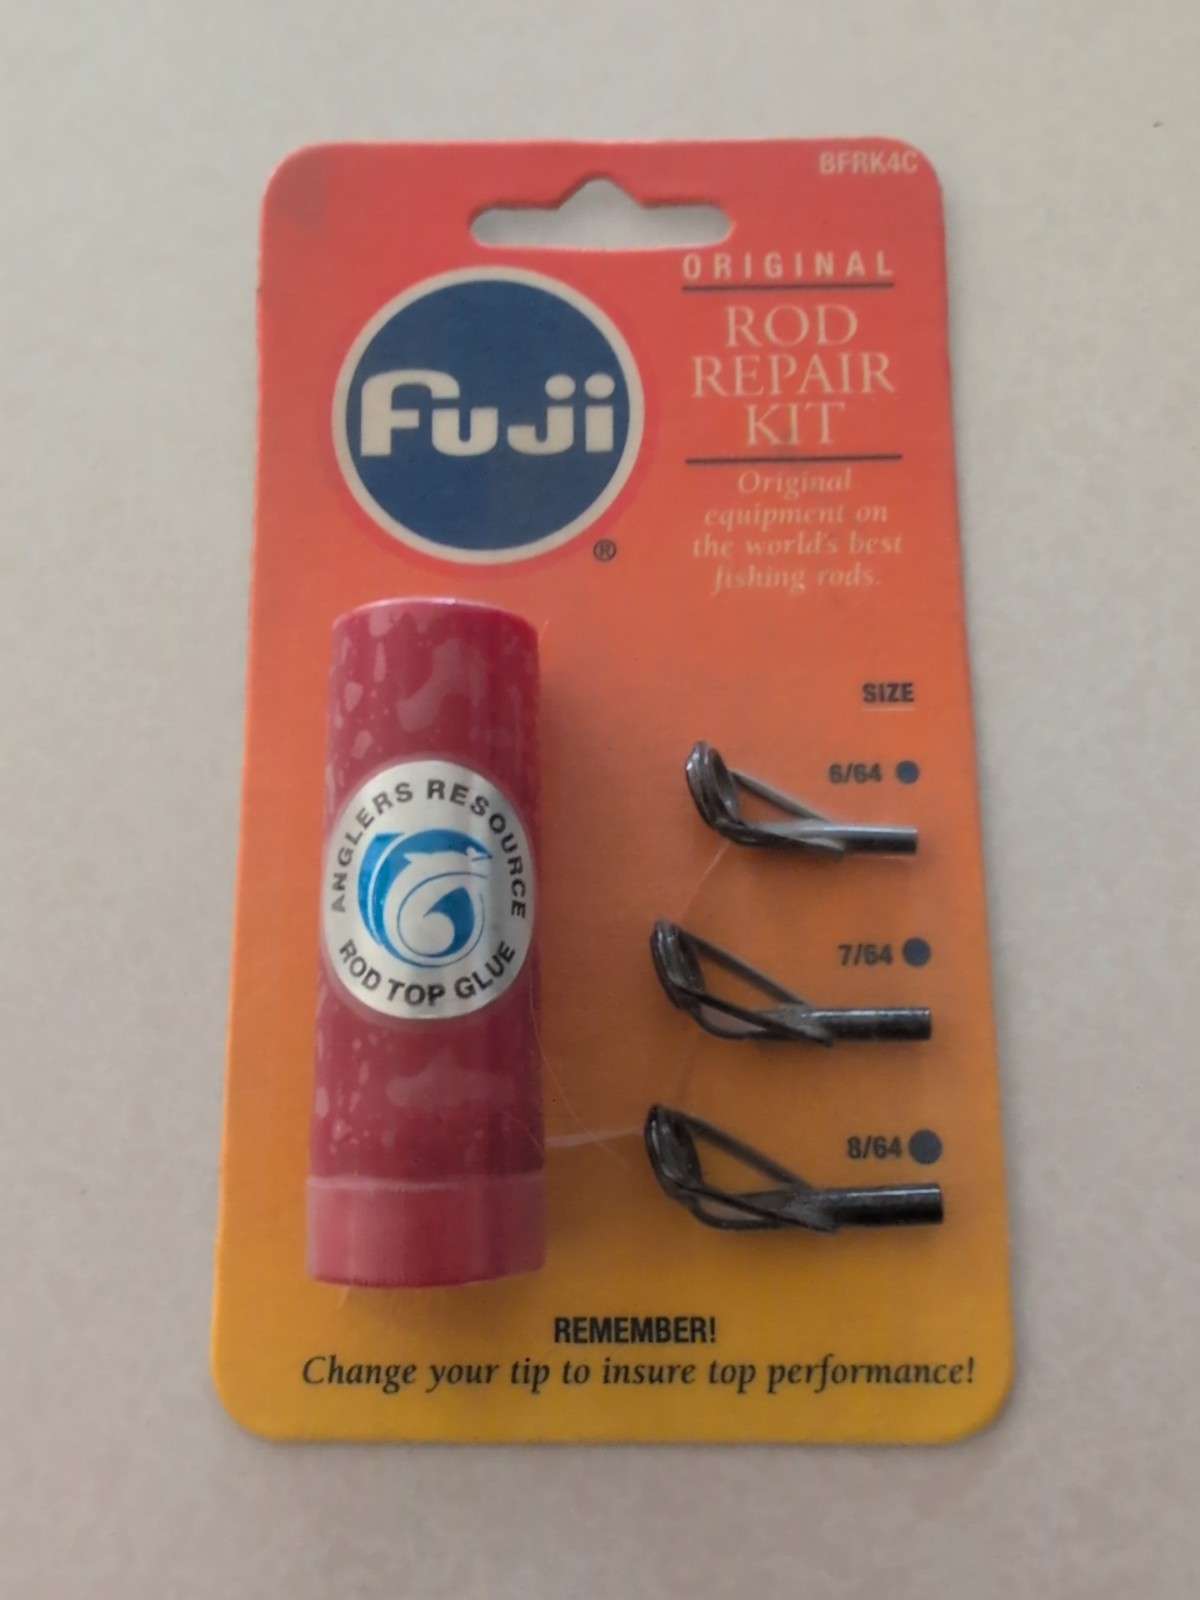 BFRK4C
ORIGINAL
ROD
REPAIR
KIT
Fuji
®
Original
equipment on
the world's best
fishing rods.
SIZE
6/64
7/64
8/64
ANGLERS RESOURCE
ROD TOP GLUE
REMEMBER!
Change your tip to insure top performance!